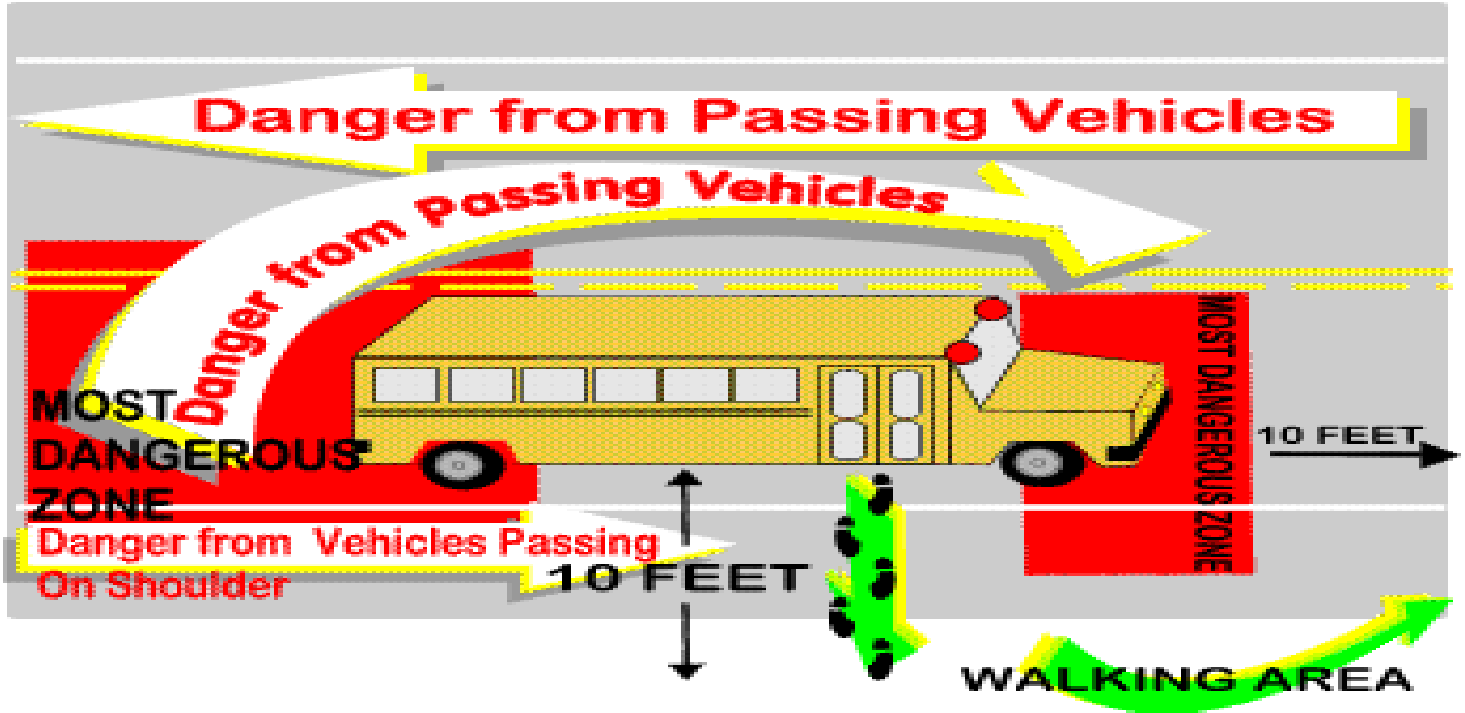 Danger from Passing Vehicles
Danger from Passing Vehicles
MOST
DANGEROUS
ZONE
MOST DANGEROUS ZONE
10 FEET
Danger from Vehicles Passing
On Shoulder
10 FEET
WALKING AREA